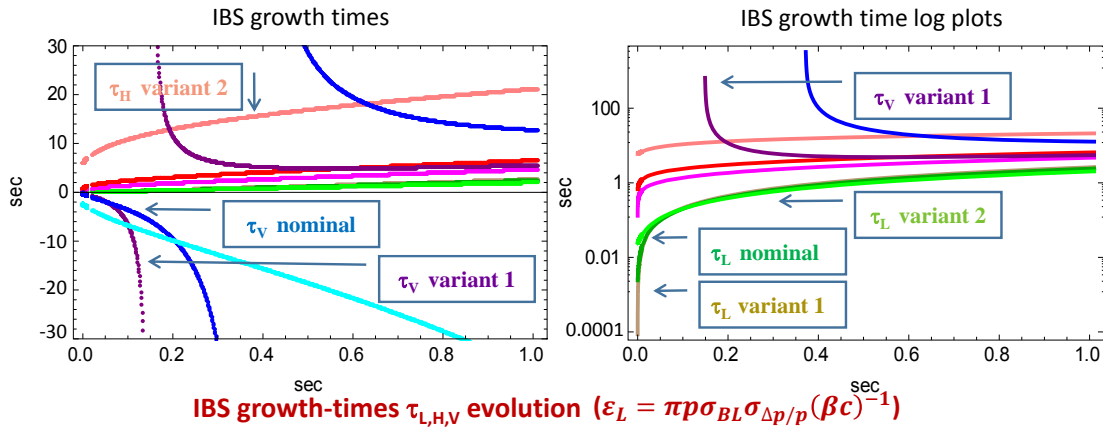 IBS growth times
30
20
10
0
-10
-20
-30
sec
τH variant 2
τV nominal
τV variant 1
0.0 0.2 0.4 0.6 0.8 1.0
sec
IBS growth time log plots
100
1
0.01
0.0001
sec
τV variant 1
τL variant 2
τL nominal
τL variant 1
0.0 0.2 0.4 0.6 0.8 1.0
sec
IBS growth-times τL,H,V evolution (εL = πpσBLσΔp/p(βc)⁻¹)